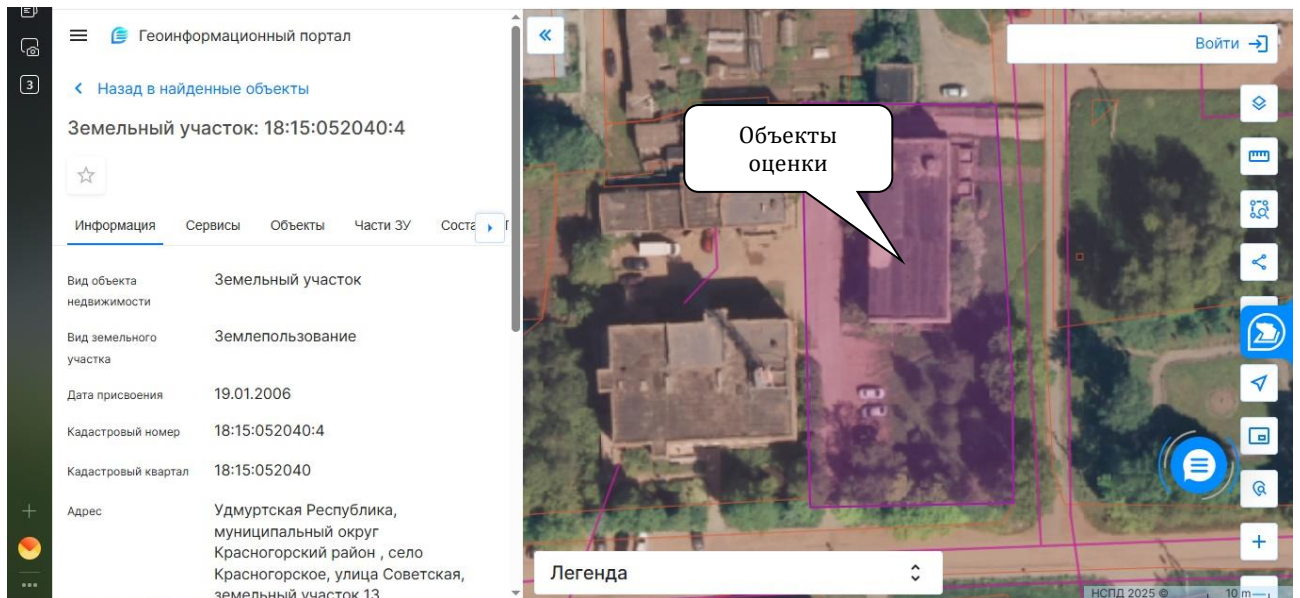 Геоинформационный портал
3
Назад в найденные объекты
Земельный участок: 18:15:052040:4
Информация Сервисы Объекты Части ЗУ
Вид объекта Земельный участок
недвижимости
Вид земельного Землепользование
участка
Дата присвоения 19.01.2006
Кадастровый номер 18:15:052040:4
Кадастровый квартал 18:15:052040
Адрес Удмуртская Республика,
муниципальный округ
Красногорский район , село
Красногорское, улица Советская,
земельный участок 13
Войти
Объекты
оценки
Легенда
НСПД 2025 © 10 m